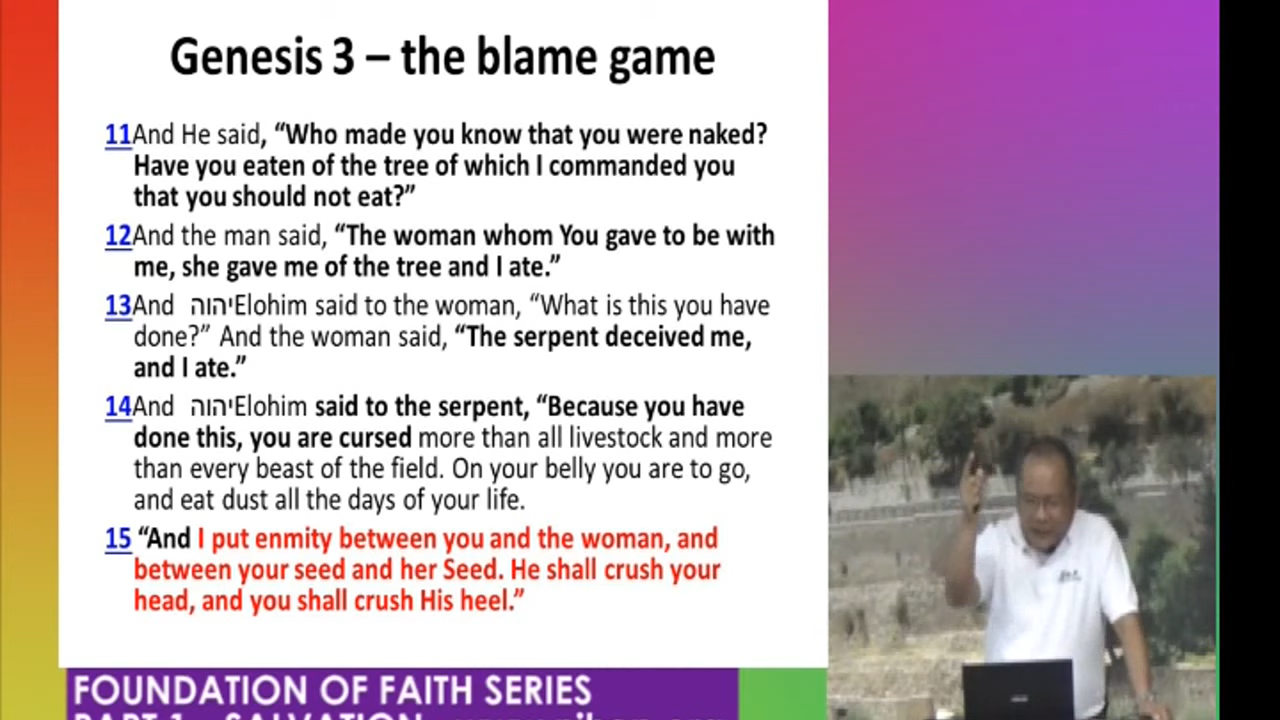 Genesis 3 – the blame game
11And He said, “Who made you know that you were naked?
Have you eaten of the tree of which I commanded you
that you should not eat?”
12And the man said, “The woman whom You gave to be with
me, she gave me of the tree and I ate.”
13And יהוה Elohim said to the woman, “What is this you have
done?” And the woman said, “The serpent deceived me,
and I ate.”
14And יהוה Elohim said to the serpent, “Because you have
done this, you are cursed more than all livestock and more
than every beast of the field. On your belly you are to go,
and eat dust all the days of your life.
15 “And I put enmity between you and the woman, and
between your seed and her Seed. He shall crush your
head, and you shall crush His heel.”
FOUNDATION OF FAITH SERIES
PART 1 - SALVATION